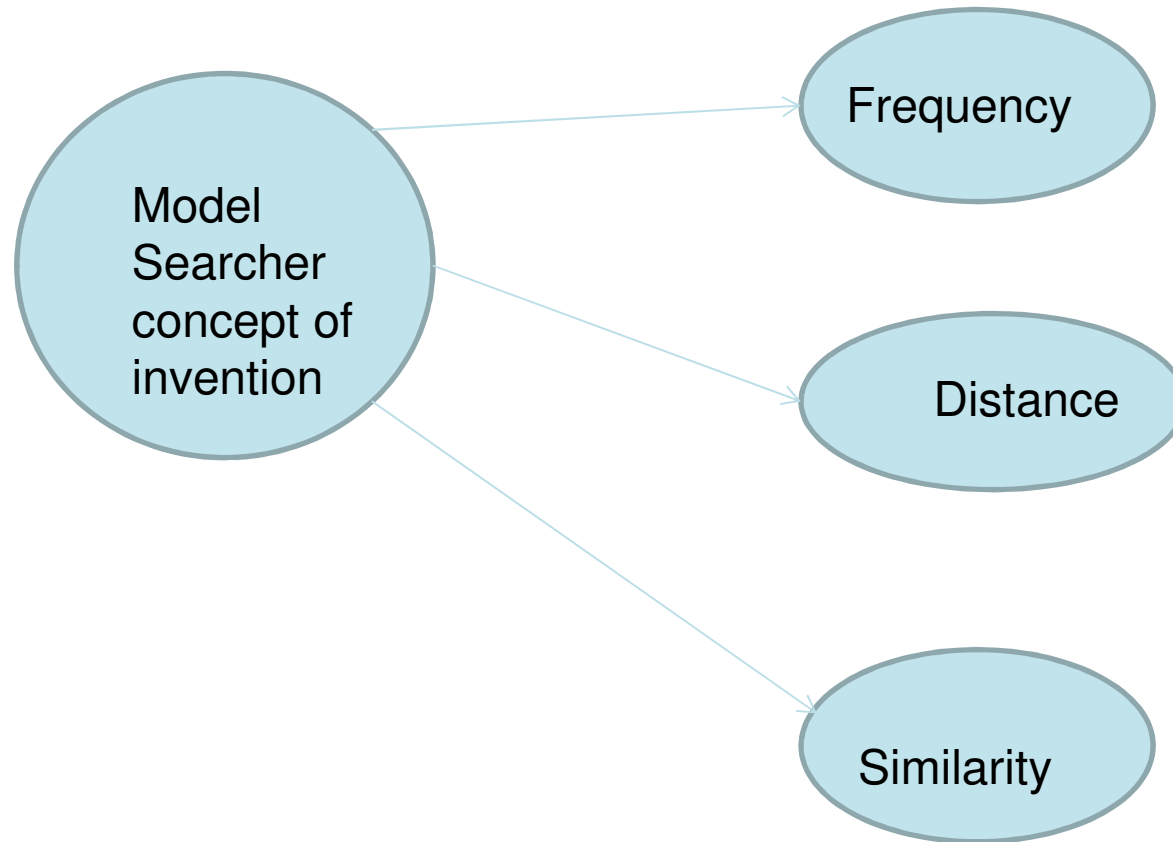 Model
Searcher
concept of
invention
Frequency
Distance
Similarity